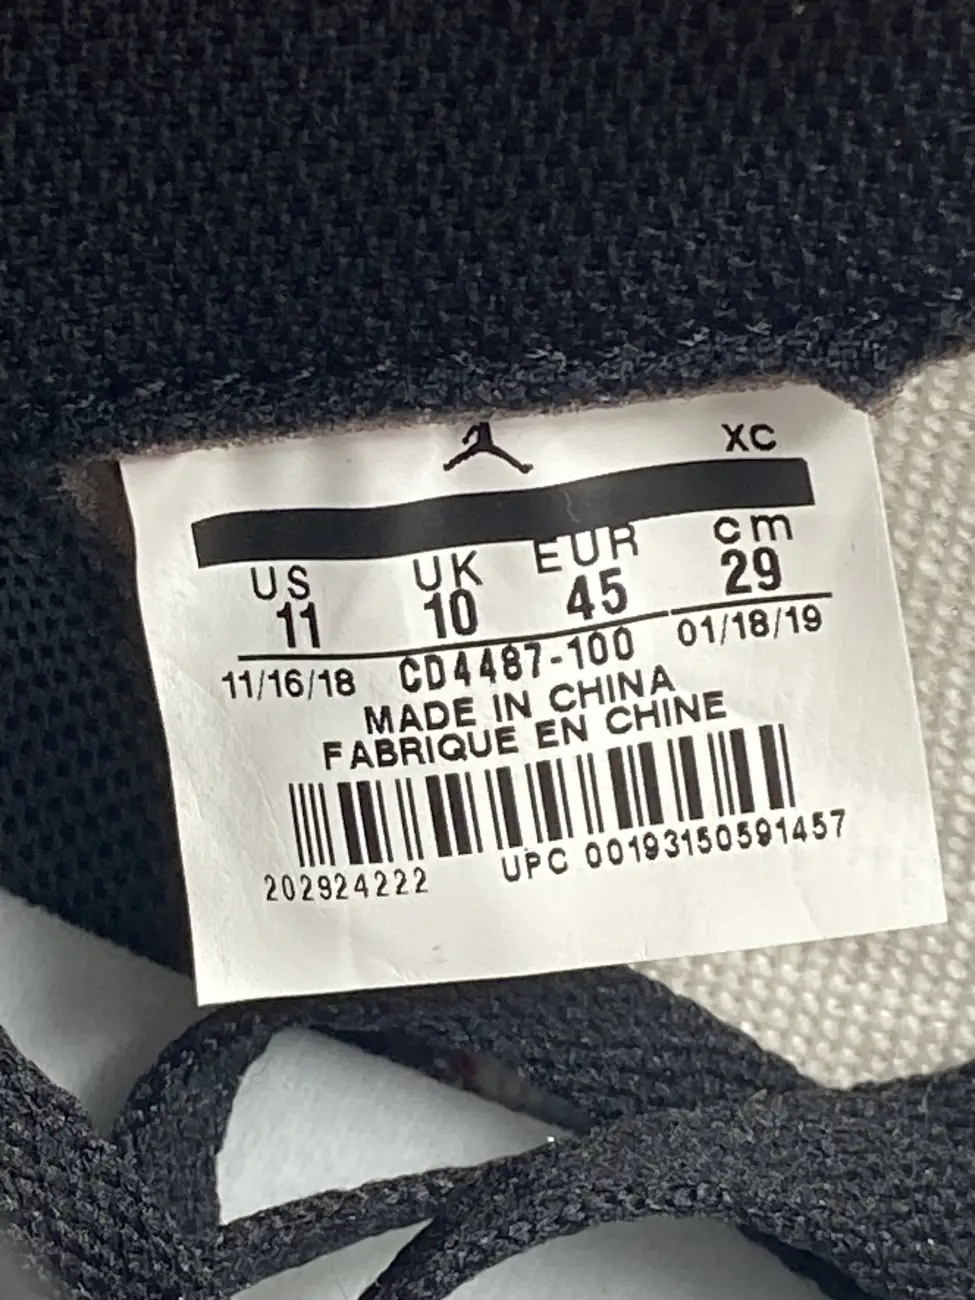 XC
US UK EUR cm
11 10 45 29
11/16/18 CD4487-100 01/18/19
MADE IN CHINA
FABRIQUE EN CHINE
202924222 UPC 00193150591457